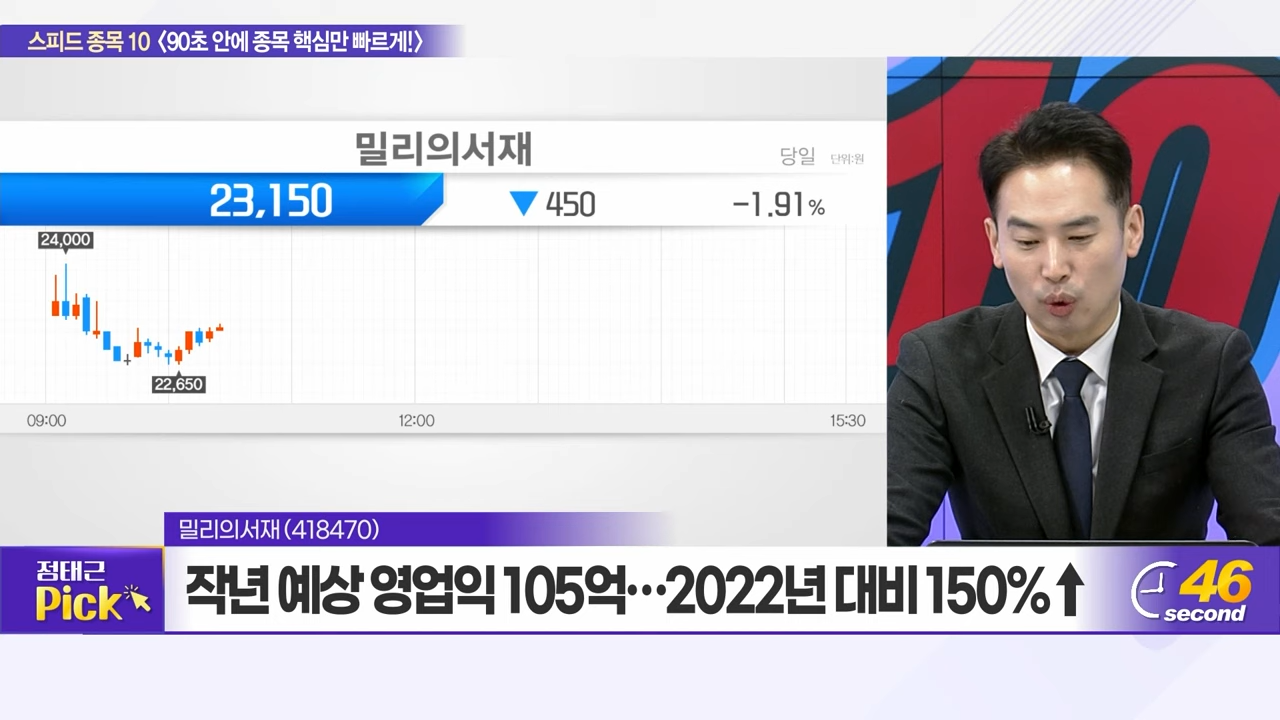 스피드 종목 10 <90초 안에 종목 핵심만 빠르게!>
밀리의서재
당일 단위:원
23,150 ▼ 450 -1.91%
24,000
22,650
09:00 12:00 15:30
밀리의서재(418470)
정태근
Pick
작년 예상 영업익 105억…2022년 대비 150%↑
46
second
10